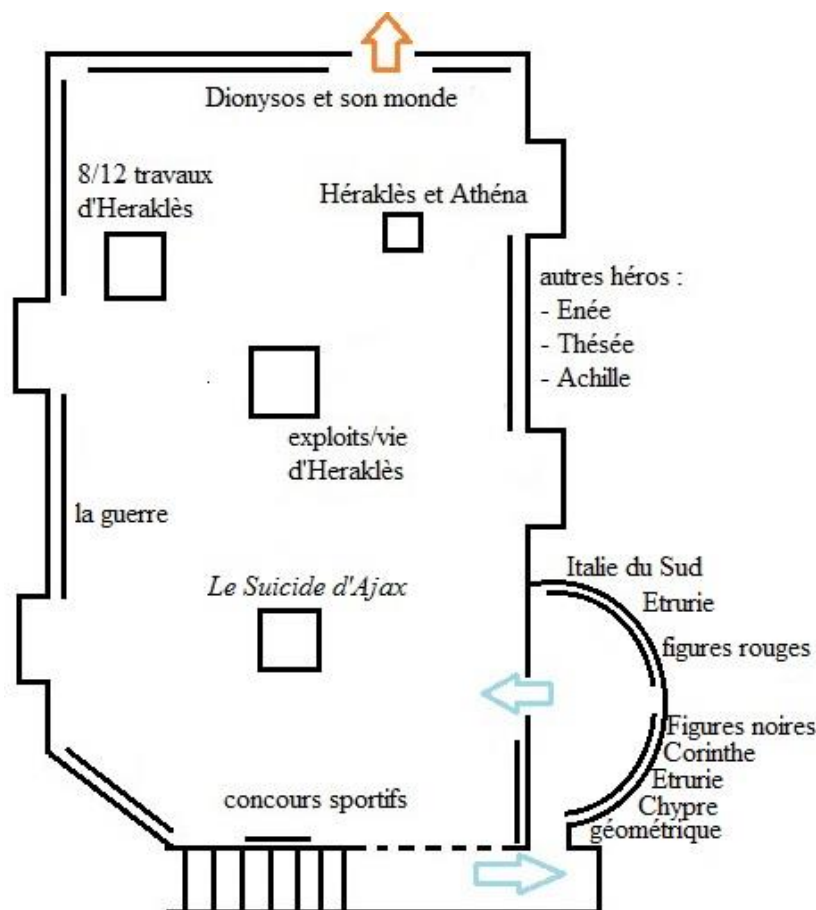 Dionysos et son monde
8/12 travaux
d'Heraklès
Héraklès et Athéna
autres héros :
- Enée
- Thésée
- Achille
exploits/vie
d'Heraklès
la guerre
Italie du Sud
Etrurie
Le Suicide d'Ajax
figures rouges
Figures noires
Corinthe
Etrurie
Chypre
géométrique
concours sportifs